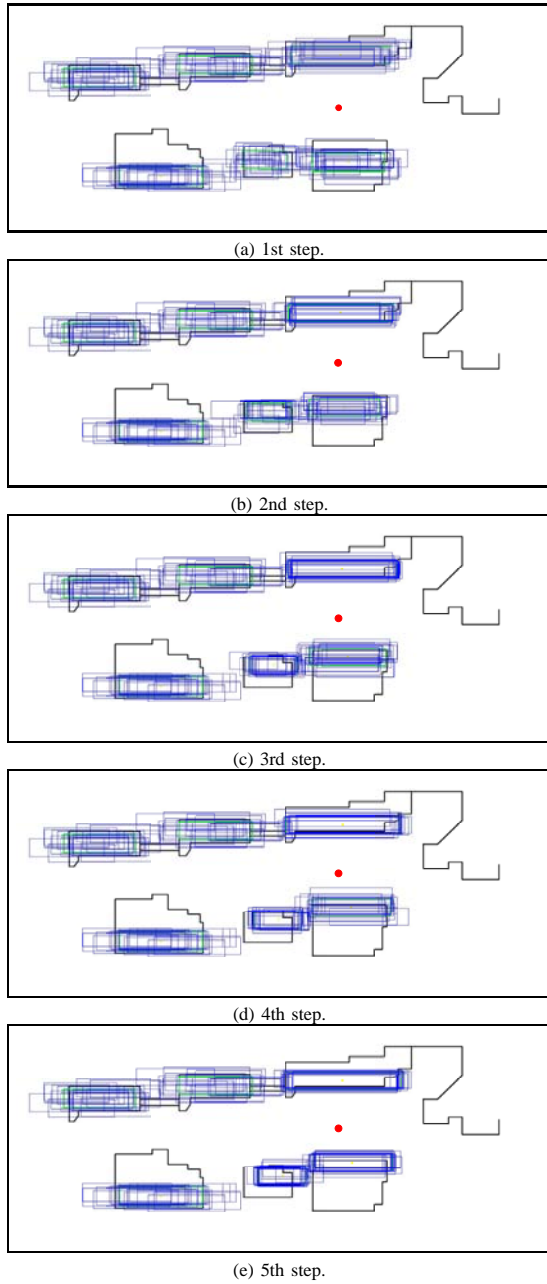 (a) 1st step.
(b) 2nd step.
(c) 3rd step.
(d) 4th step.
(e) 5th step.